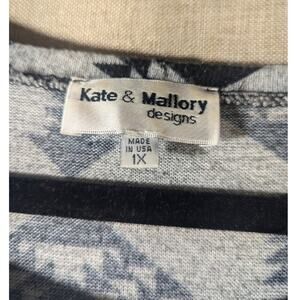 Kate & Mallory
designs
MADE
IN USA
1X